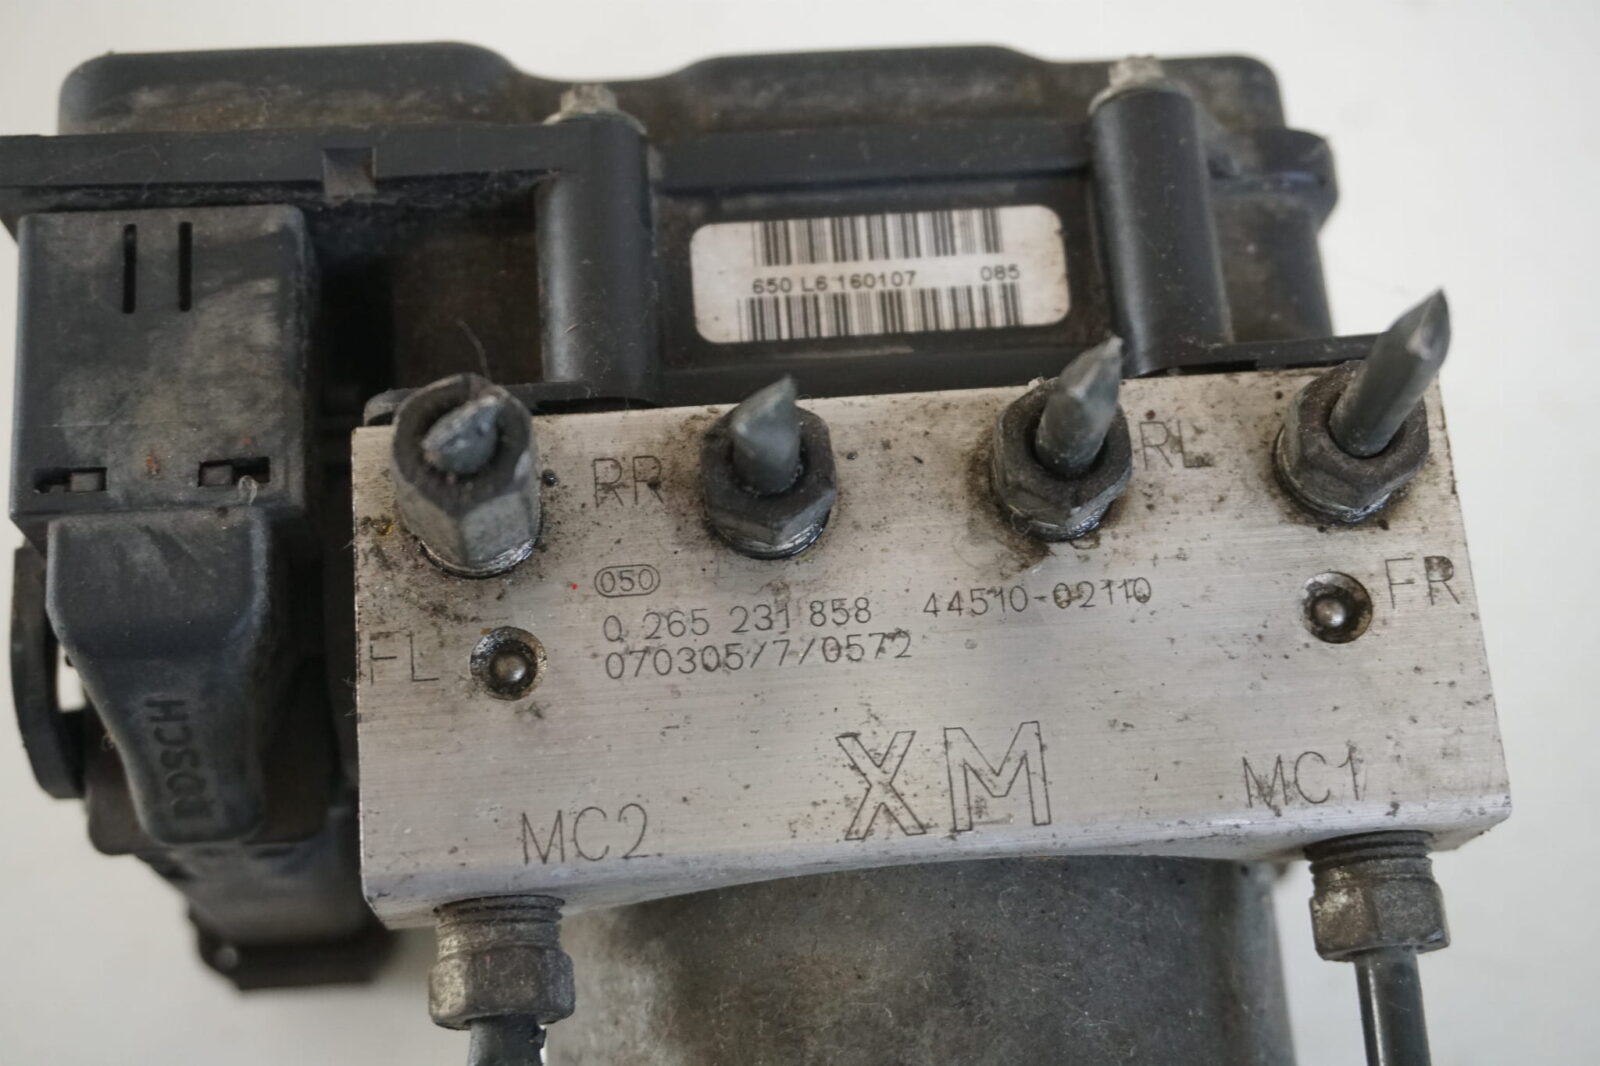 650 L6 160107 085
RR
RL
050
0 265 231 858 44510-02110
070305/7/0572
FL
FR
BOSCH
XM
MC2
MC1